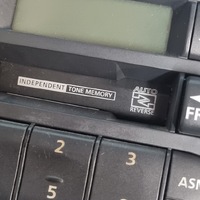 INDEPENDENT TONE MEMORY
AUTO
REVERSE
FR
2
3
ASM
5